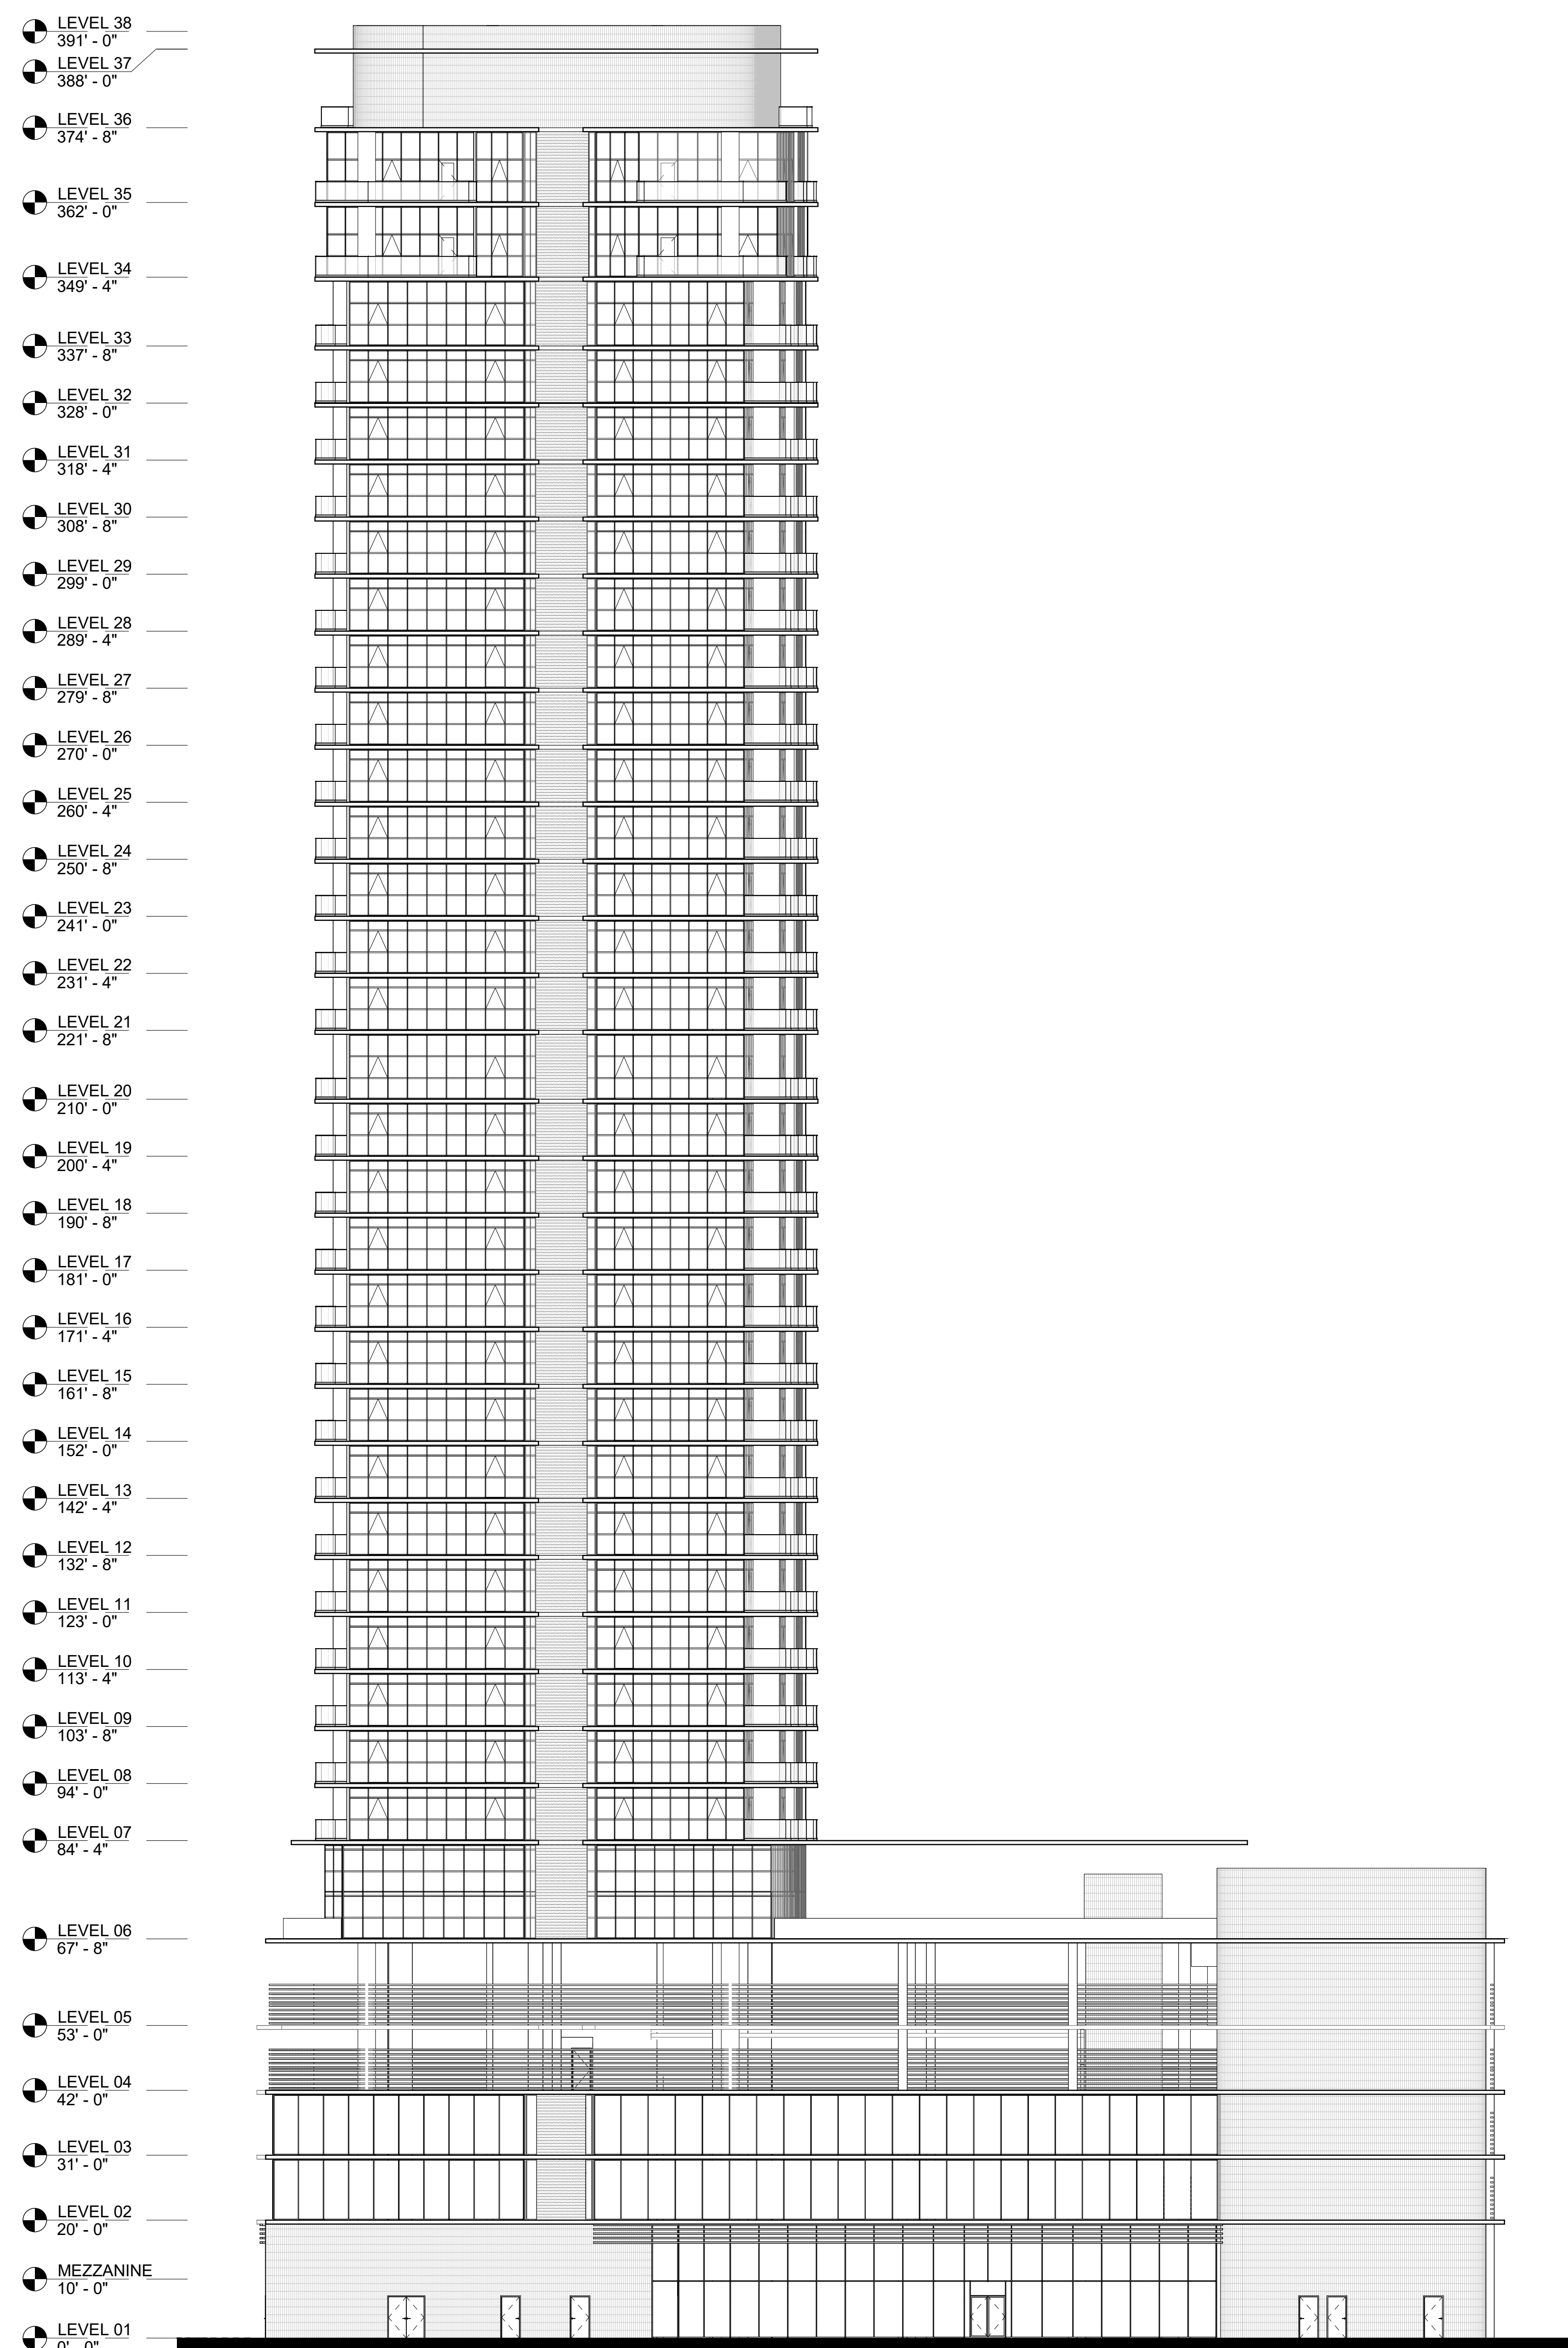 LEVEL 38
391' - 0"
LEVEL 37
388' - 0"
LEVEL 36
374' - 8"
LEVEL 35
362' - 0"
LEVEL 34
349' - 4"
LEVEL 33
337' - 8"
LEVEL 32
328' - 0"
LEVEL 31
318' - 4"
LEVEL 30
308' - 8"
LEVEL 29
299' - 0"
LEVEL 28
289' - 4"
LEVEL 27
279' - 8"
LEVEL 26
270' - 0"
LEVEL 25
260' - 4"
LEVEL 24
250' - 8"
LEVEL 23
241' - 0"
LEVEL 22
231' - 4"
LEVEL 21
221' - 8"
LEVEL 20
210' - 0"
LEVEL 19
200' - 4"
LEVEL 18
190' - 8"
LEVEL 17
181' - 0"
LEVEL 16
171' - 4"
LEVEL 15
161' - 8"
LEVEL 14
152' - 0"
LEVEL 13
142' - 4"
LEVEL 12
132' - 8"
LEVEL 11
123' - 0"
LEVEL 10
113' - 4"
LEVEL 09
103' - 8"
LEVEL 08
94' - 0"
LEVEL 07
84' - 4"
LEVEL 06
67' - 8"
LEVEL 05
53' - 0"
LEVEL 04
42' - 0"
LEVEL 03
31' - 0"
LEVEL 02
20' - 0"
MEZZANINE
10' - 0"
LEVEL 01
0' - 0"